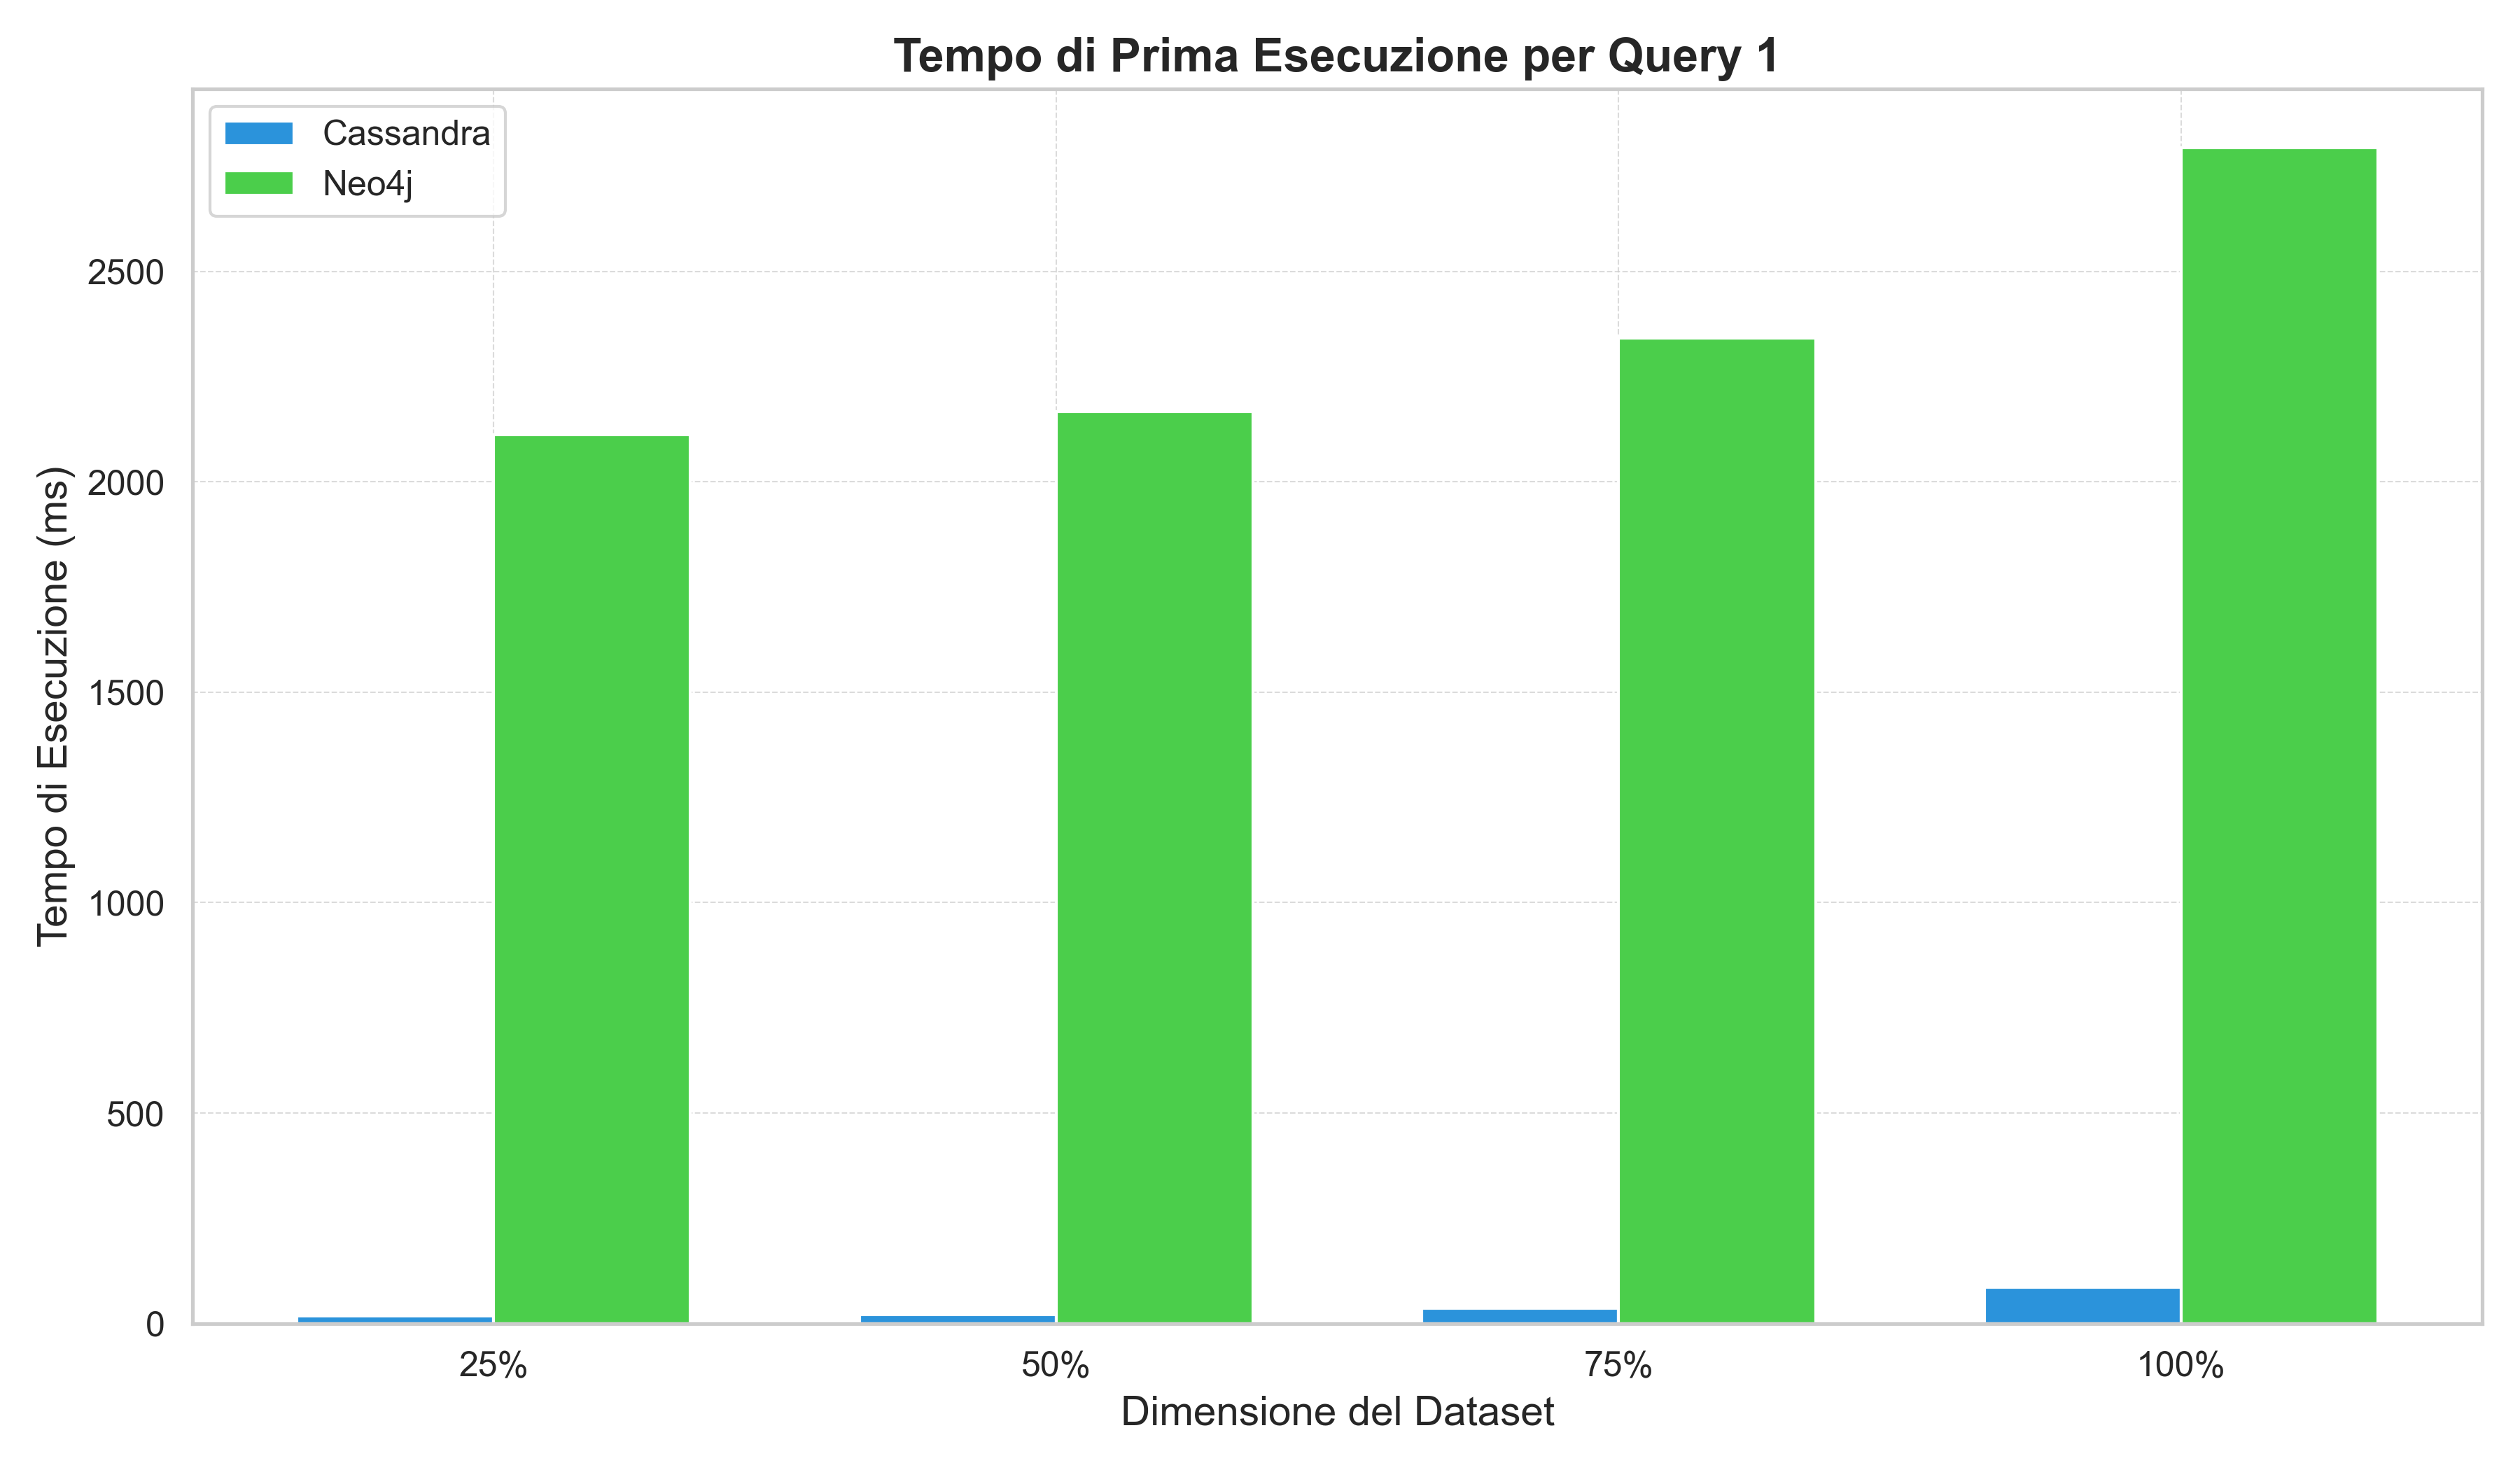 Tempo di Prima Esecuzione per Query 1
Cassandra
Neo4j
Tempo di Esecuzione (ms)
2500
2000
1500
1000
500
0
25%
50%
75%
100%
Dimensione del Dataset